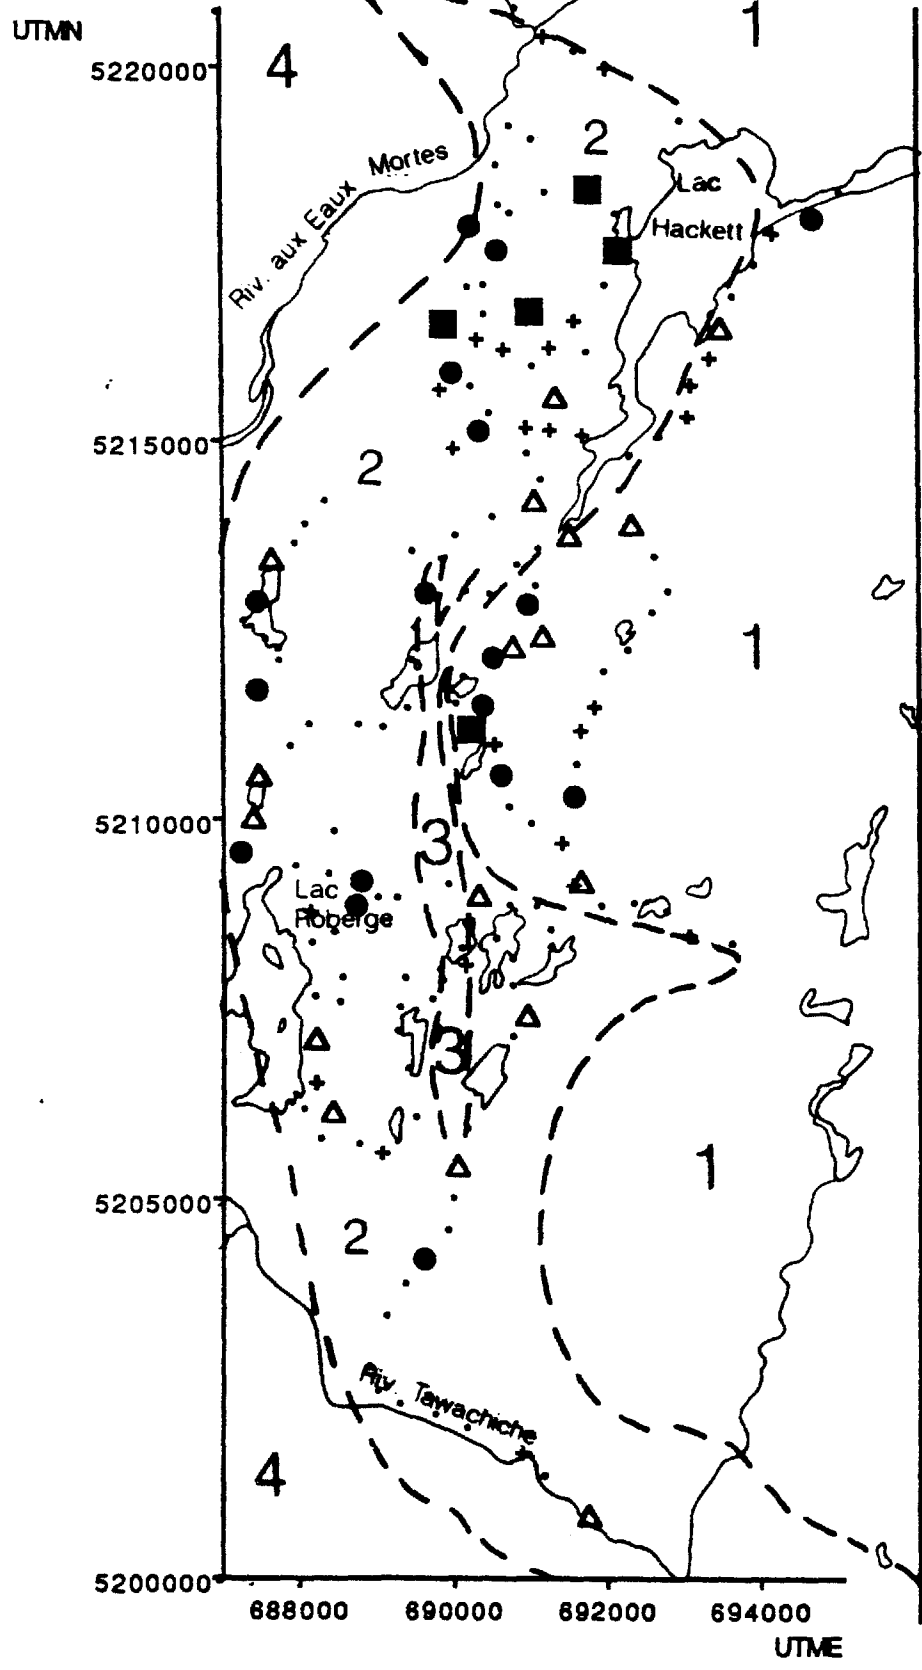 UTMN
1
4
5220000
2
Riv. aux Eaux Mortes
Lac
Hackett
5215000
2
1
1
5210000
3
Lac
Roberge
3
1
5205000
2
Riv. Tawachiche
4
5200000
688000 690000 692000 694000
UTME